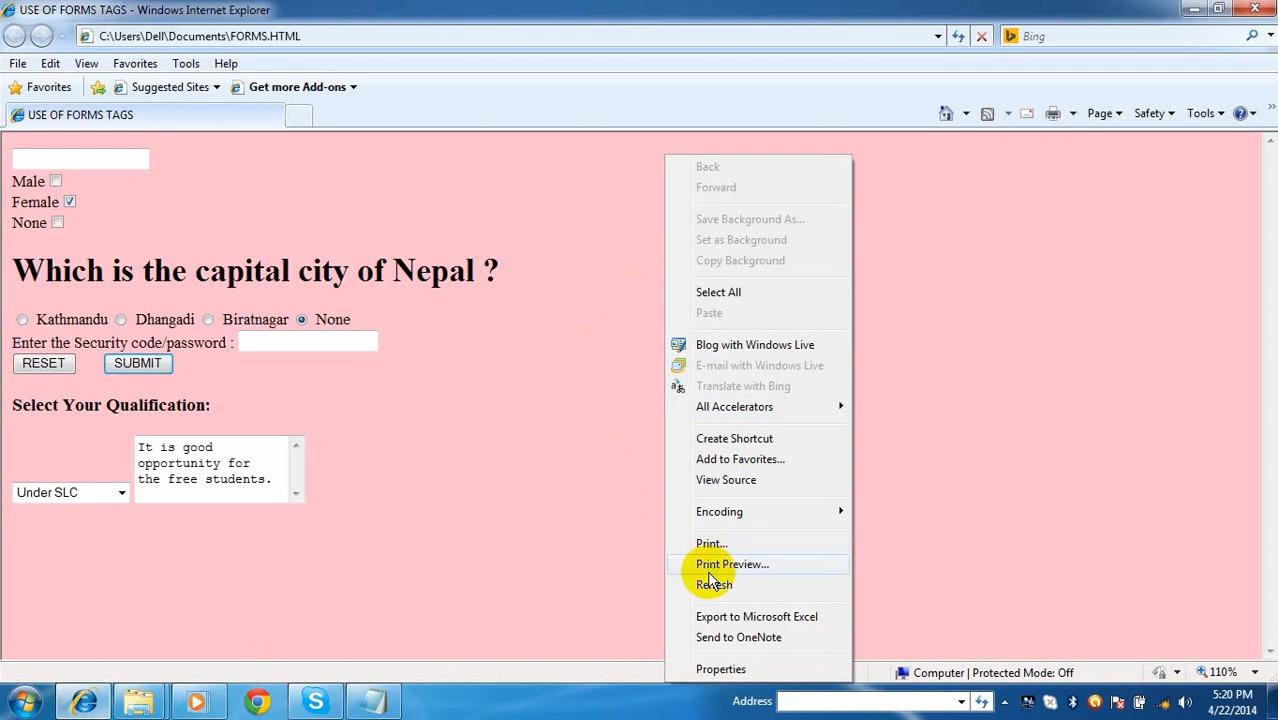 USE OF FORMS TAGS - Windows Internet Explorer
C:\Users\Dell\Documents\FORMS.HTML
Bing
File Edit View Favorites Tools Help
Favorites Suggested Sites Get more Add-ons
USE OF FORMS TAGS
Page Safety Tools
Male
Female
None
Which is the capital city of Nepal ?
Kathmandu Dhangadi Biratnagar None
Enter the Security code/password :
RESET SUBMIT
Select Your Qualification:
It is good
opportunity for
the free students.
Under SLC
Back
Forward
Save Background As...
Set as Background
Copy Background
Select All
Paste
Blog with Windows Live
E-mail with Windows Live
Translate with Bing
All Accelerators
Create Shortcut
Add to Favorites...
View Source
Encoding
Print...
Print Preview...
Refresh
Export to Microsoft Excel
Send to OneNote
Properties
Computer | Protected Mode: Off
110%
Address
5:20 PM
4/22/2014